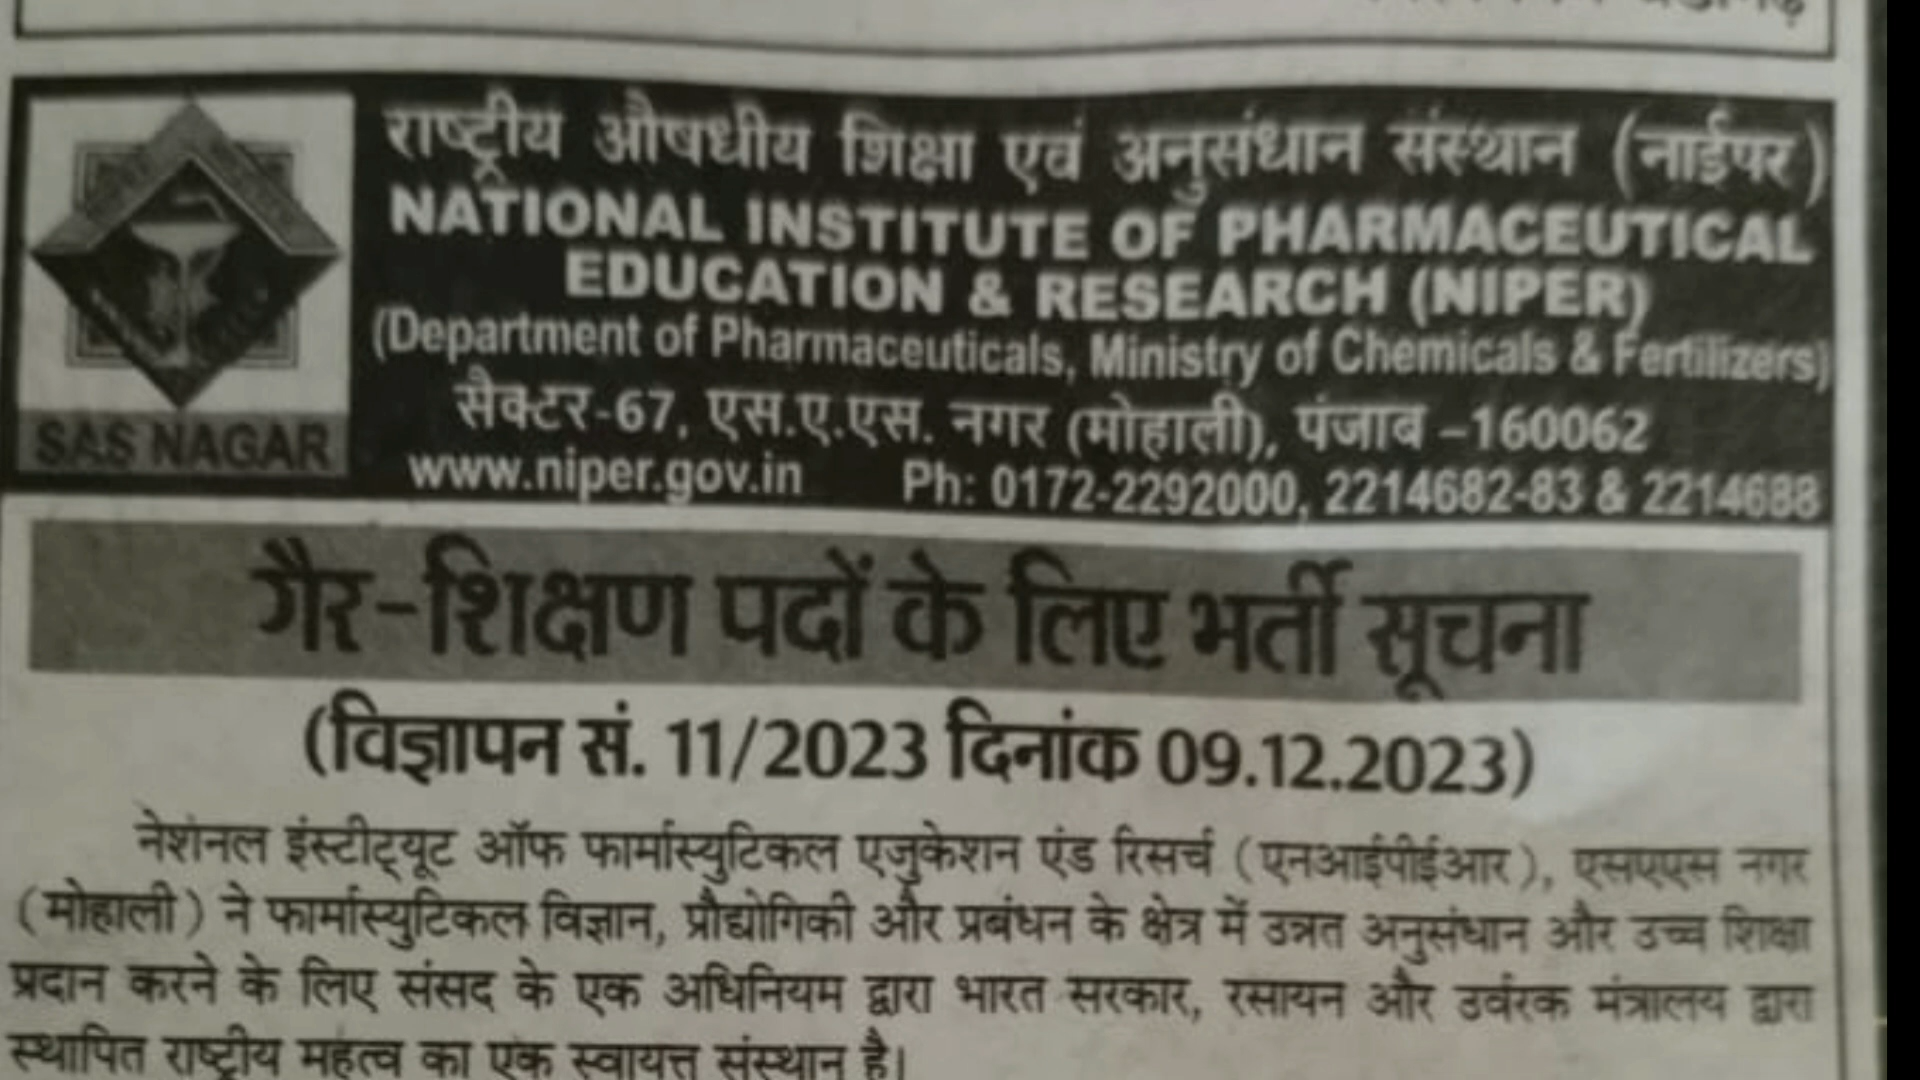 राष्ट्रीय औषधीय शिक्षा एवं अनुसंधान संस्थान (नाईपर)
NATIONAL INSTITUTE OF PHARMACEUTICAL
EDUCATION & RESEARCH (NIPER)
(Department of Pharmaceuticals, Ministry of Chemicals & Fertilizers)
सैक्टर-67, एस.ए.एस. नगर (मोहाली), पंजाब -160062
SAS NAGAR
www.niper.gov.in Ph: 0172-2292000, 2214682-83 & 2214688
गैर-शिक्षण पदों के लिए भर्ती सूचना
(विज्ञापन सं. 11/2023 दिनांक 09.12.2023)
नेशनल इंस्टीट्यूट ऑफ फार्मास्युटिकल एजुकेशन एंड रिसर्च (एनआईपीईआर), एसएएस नगर
(मोहाली) ने फार्मास्युटिकल विज्ञान, प्रौद्योगिकी और प्रबंधन के क्षेत्र में उन्नत अनुसंधान और उच्च शिक्षा
प्रदान करने के लिए संसद के एक अधिनियम द्वारा भारत सरकार, रसायन और उर्वरक मंत्रालय द्वारा
स्थापित राष्ट्रीय महत्व का एक स्वायत्त संस्थान है।